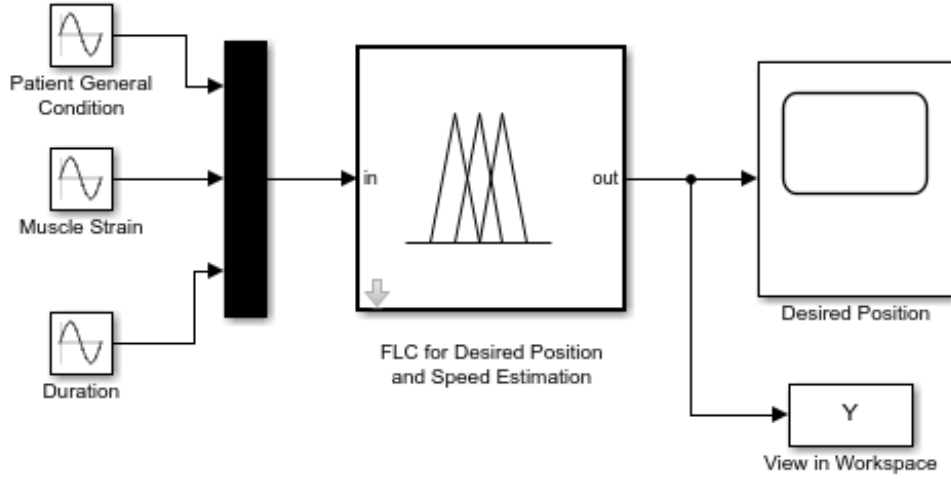 Patient General
Condition
Muscle Strain
Duration
in
out
FLC for Desired Position
and Speed Estimation
Desired Position
Y
View in Workspace